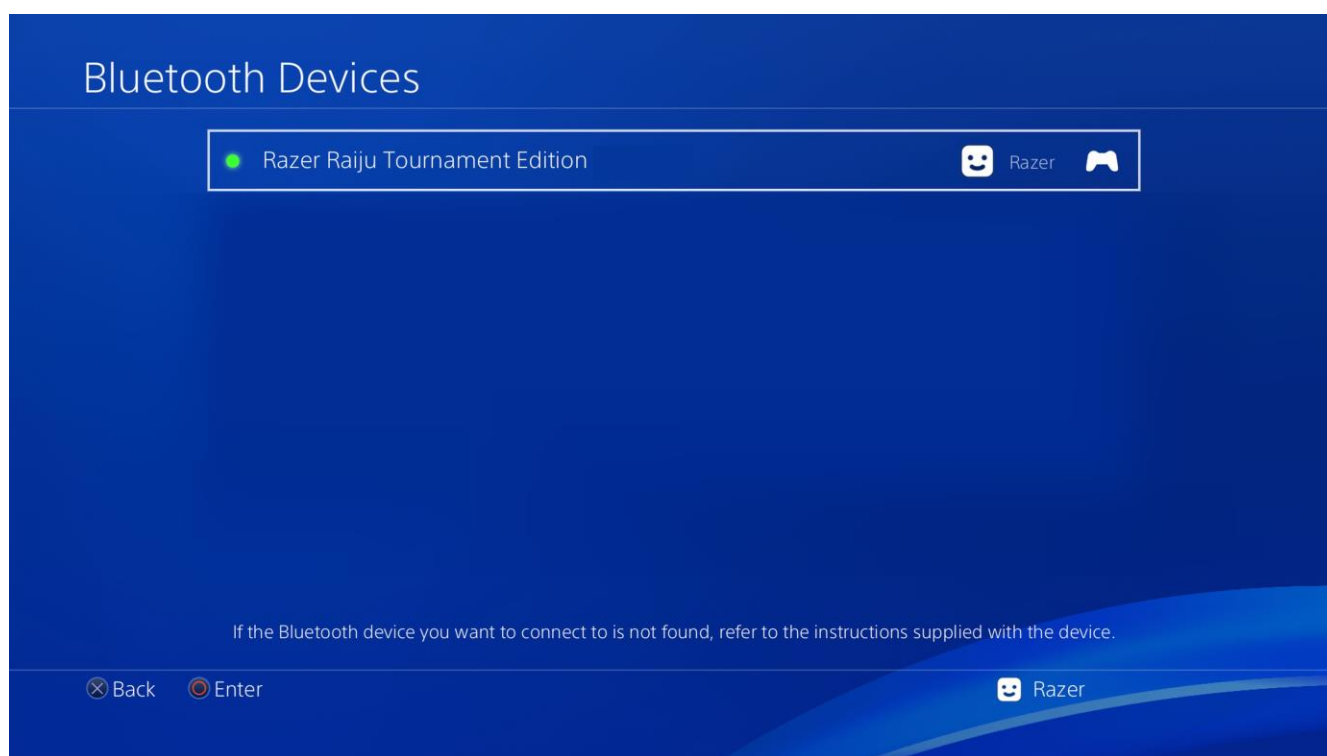 Bluetooth Devices
Razer Raiju Tournament Edition Razer
If the Bluetooth device you want to connect to is not found, refer to the instructions supplied with the device.
Back Enter Razer